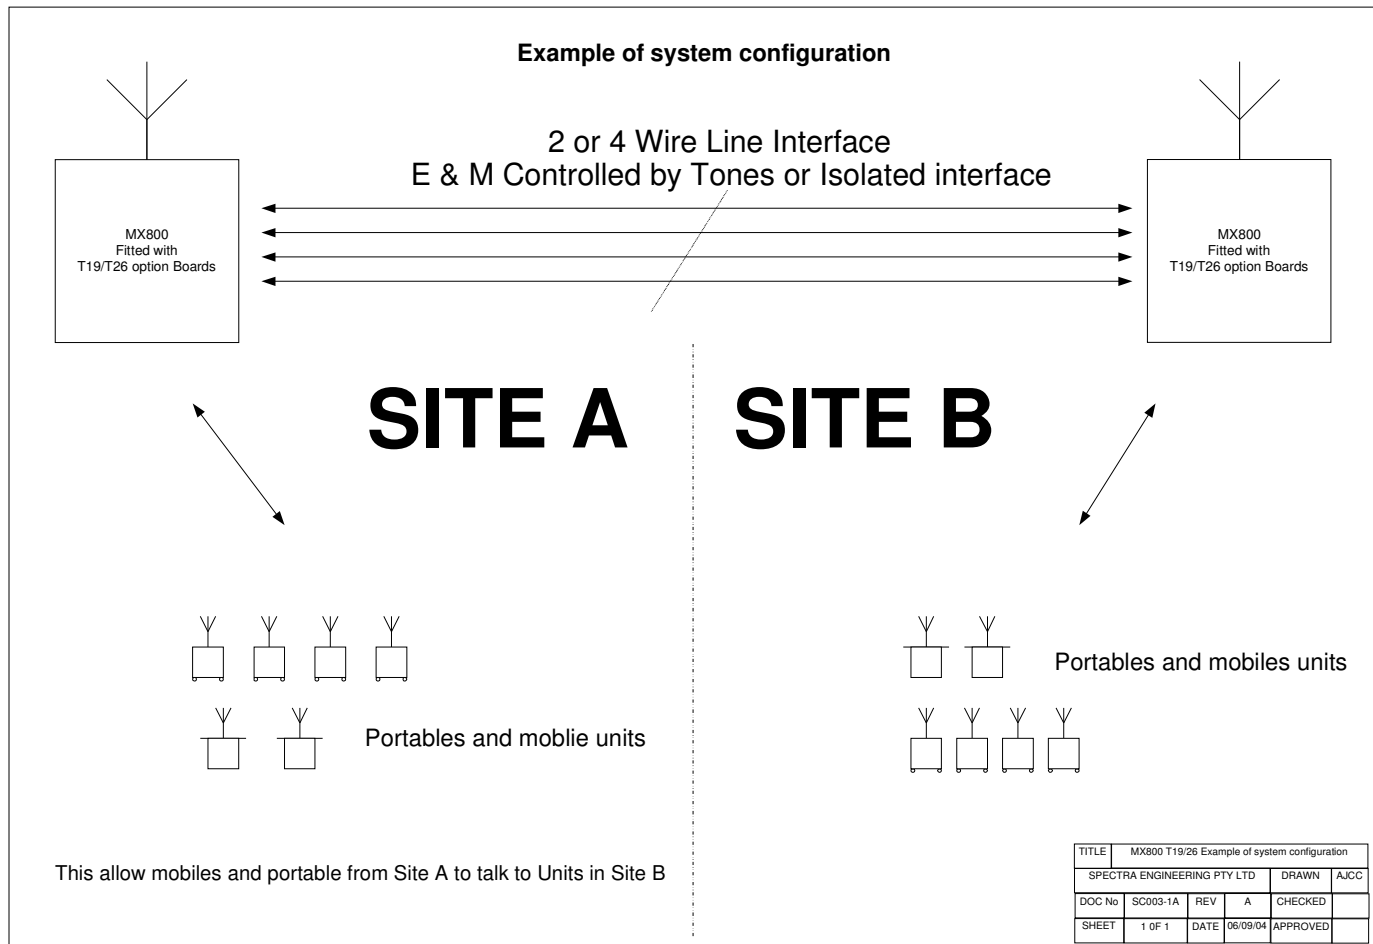 Example of system configuration
2 or 4 Wire Line Interface
E & M Controlled by Tones or Isolated interface
MX800
Fitted with
T19/T26 option Boards
MX800
Fitted with
T19/T26 option Boards
SITE A
SITE B
Portables and moblie units
Portables and mobiles units
This allow mobiles and portable from Site A to talk to Units in Site B
TITLE MX800 T19/26 Example of system configuration
SPECTRA ENGINEERING PTY LTD DRAWN AJCC
DOC No SC003-1A REV A CHECKED
SHEET 1 0F 1 DATE 06/09/04 APPROVED